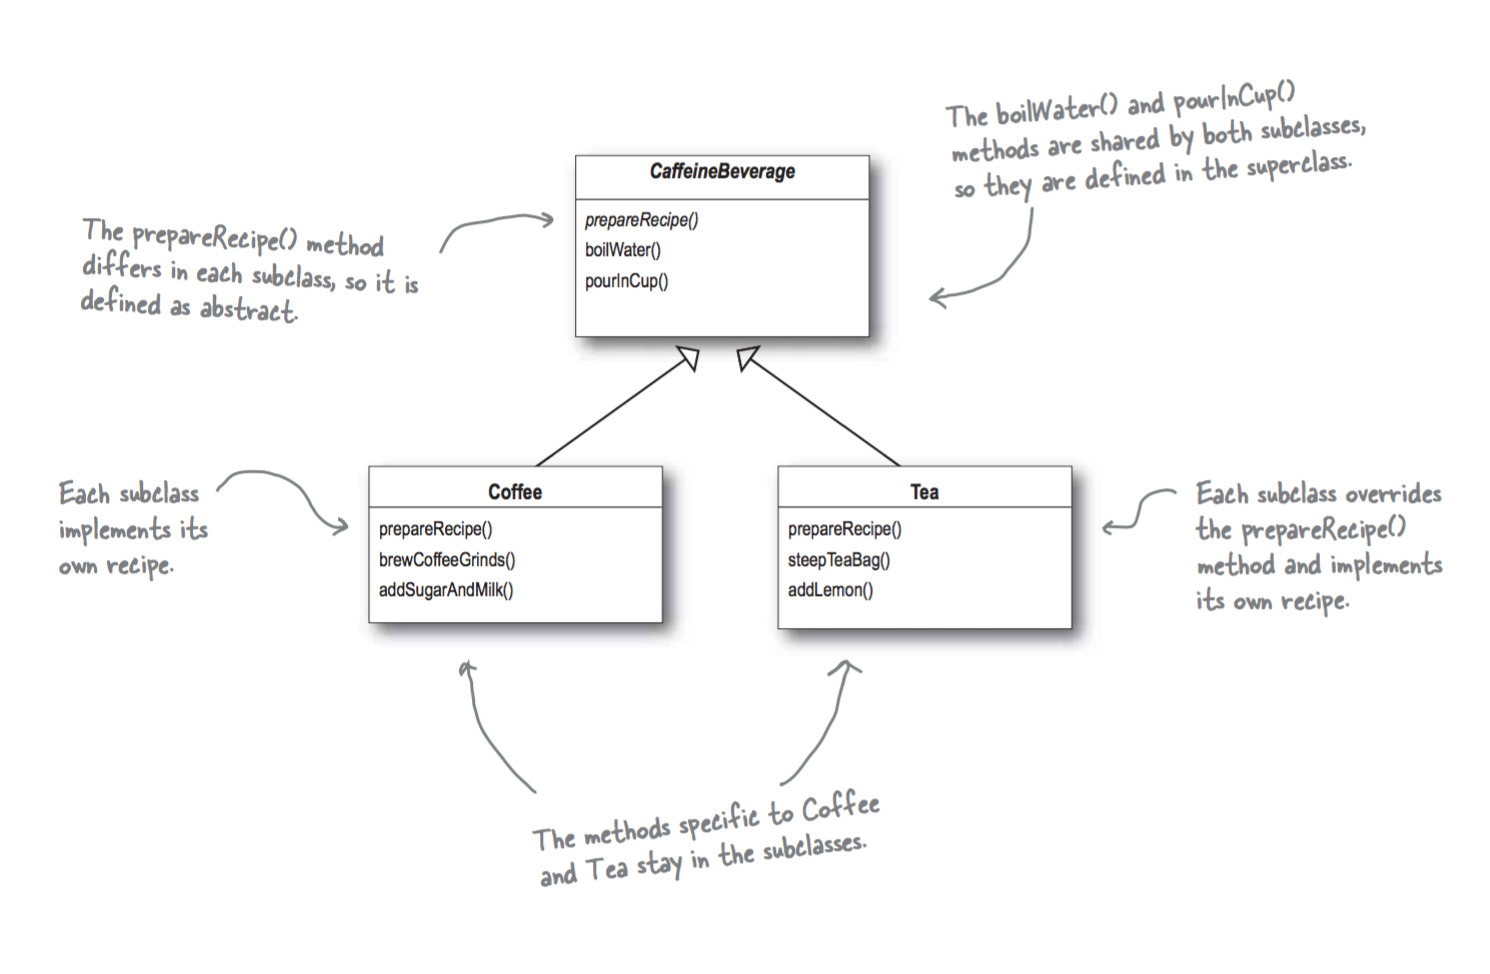 The boilWater() and pourInCup()
methods are shared by both subclasses,
so they are defined in the superclass.
CaffeineBeverage
prepareRecipe()
boilWater()
pourInCup()
The prepareRecipe() method
differs in each subclass, so it is
defined as abstract.
Each subclass
implements its
own recipe.
Coffee
prepareRecipe()
brewCoffeeGrinds()
addSugarAndMilk()
Tea
prepareRecipe()
steepTeaBag()
addLemon()
Each subclass overrides
the prepareRecipe()
method and implements
its own recipe.
The methods specific to Coffee
and Tea stay in the subclasses.